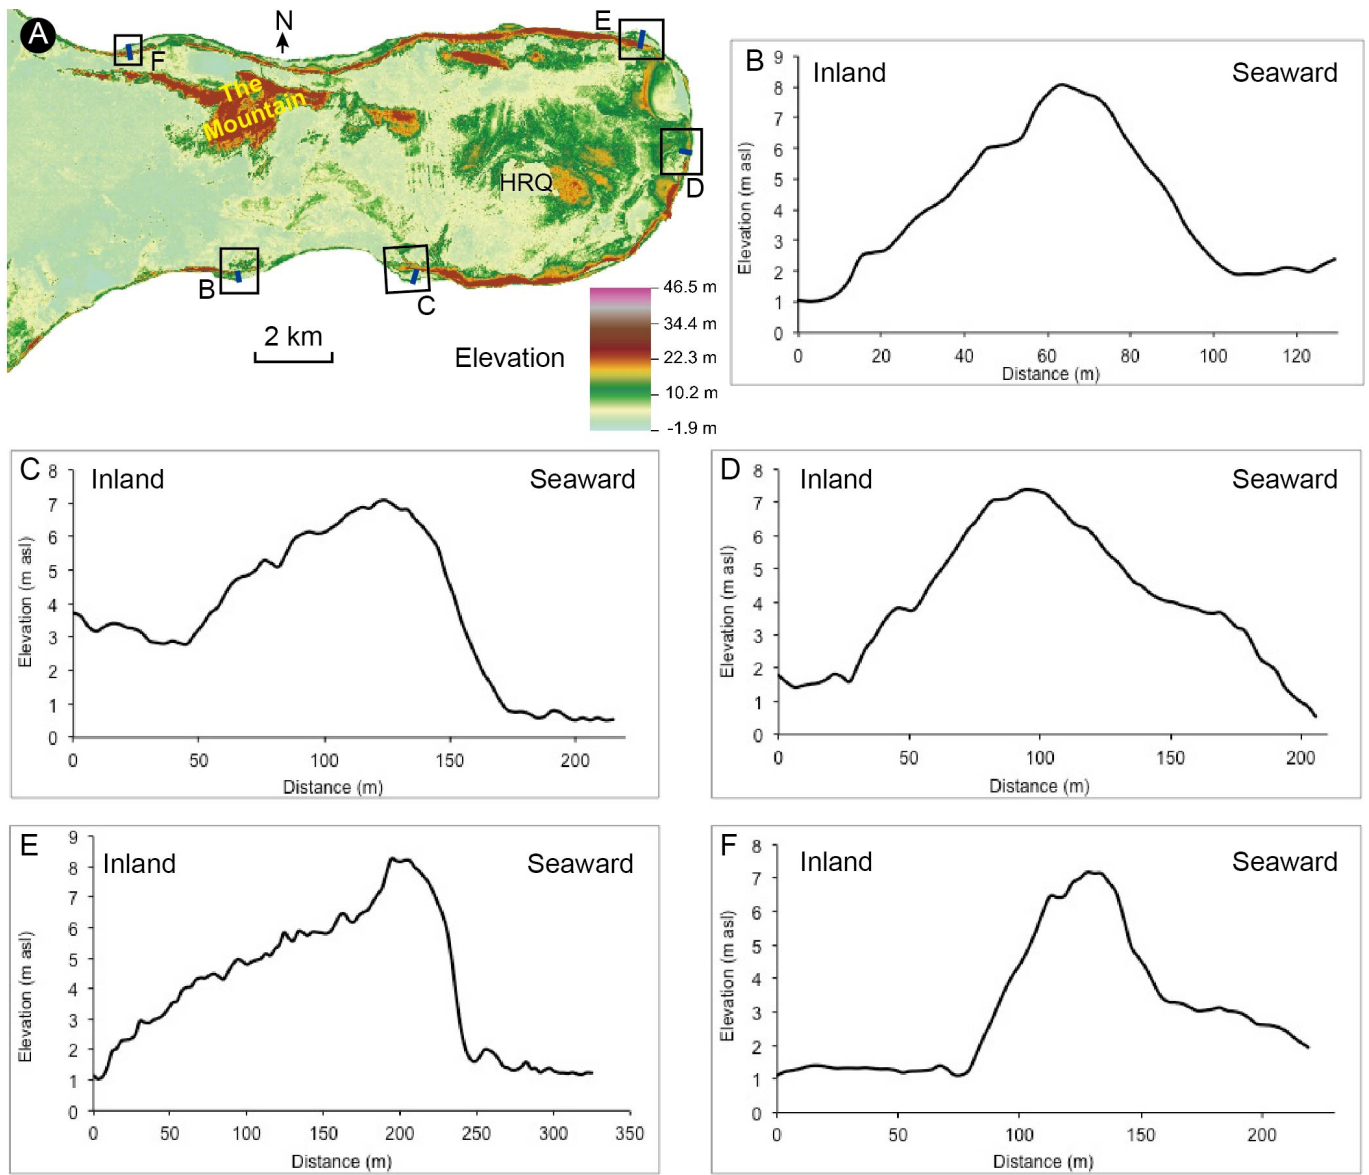 A
N
E
F
The
Mountain
HRQ
D
B
C
2 km
Elevation
46.5 m
34.4 m
22.3 m
10.2 m
-1.9 m
B
Inland
Seaward
Elevation (m asl)
9
8
7
6
5
4
3
2
1
0
0 20 40 60 80 100 120
Distance (m)
C
Inland
Seaward
Elevation (m asl)
8
7
6
5
4
3
2
1
0
0 50 100 150 200
Distance (m)
D
Inland
Seaward
Elevation (m asl)
8
7
6
5
4
3
2
1
0
0 50 100 150 200
Distance (m)
E
Inland
Seaward
Elevation (m asl)
9
8
7
6
5
4
3
2
1
0
0 50 100 150 200 250 300 350
Distance (m)
F
Inland
Seaward
Elevation (m asl)
8
7
6
5
4
3
2
1
0
0 50 100 150 200
Distance (m)